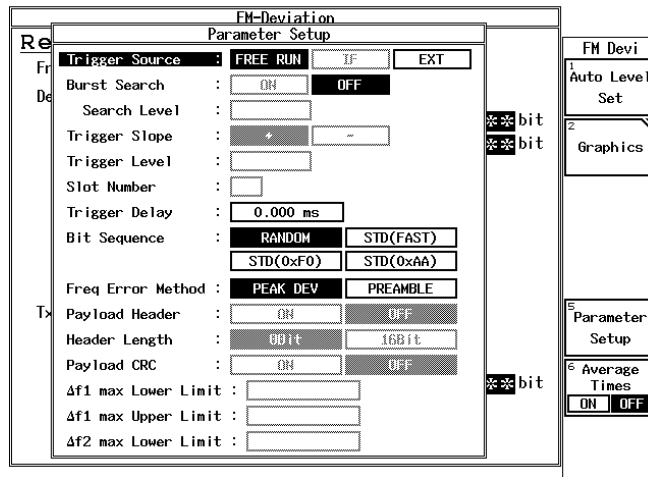 FM-Deviation
Parameter Setup
Re
Trigger Source : FREE RUN IF EXT
Fr
Burst Search : ON OFF
De
Search Level :
** bit
Trigger Slope : + -
** bit
Trigger Level :
Slot Number :
Trigger Delay : 0.000 ms
Bit Sequence : RANDOM STD(FAST)
STD(0xF0) STD(0xAA)
Freq Error Method : PEAK DEV PREAMBLE
Tx
Payload Header : ON OFF
Header Length : 00it 16Bit
Payload CRC : ON OFF
** bit
Δf1 max Lower Limit :
Δf1 max Upper Limit :
Δf2 max Lower Limit :
FM Devi
1
Auto Level
Set
2
Graphics
5
Parameter
Setup
6
Average
Times
ON OFF